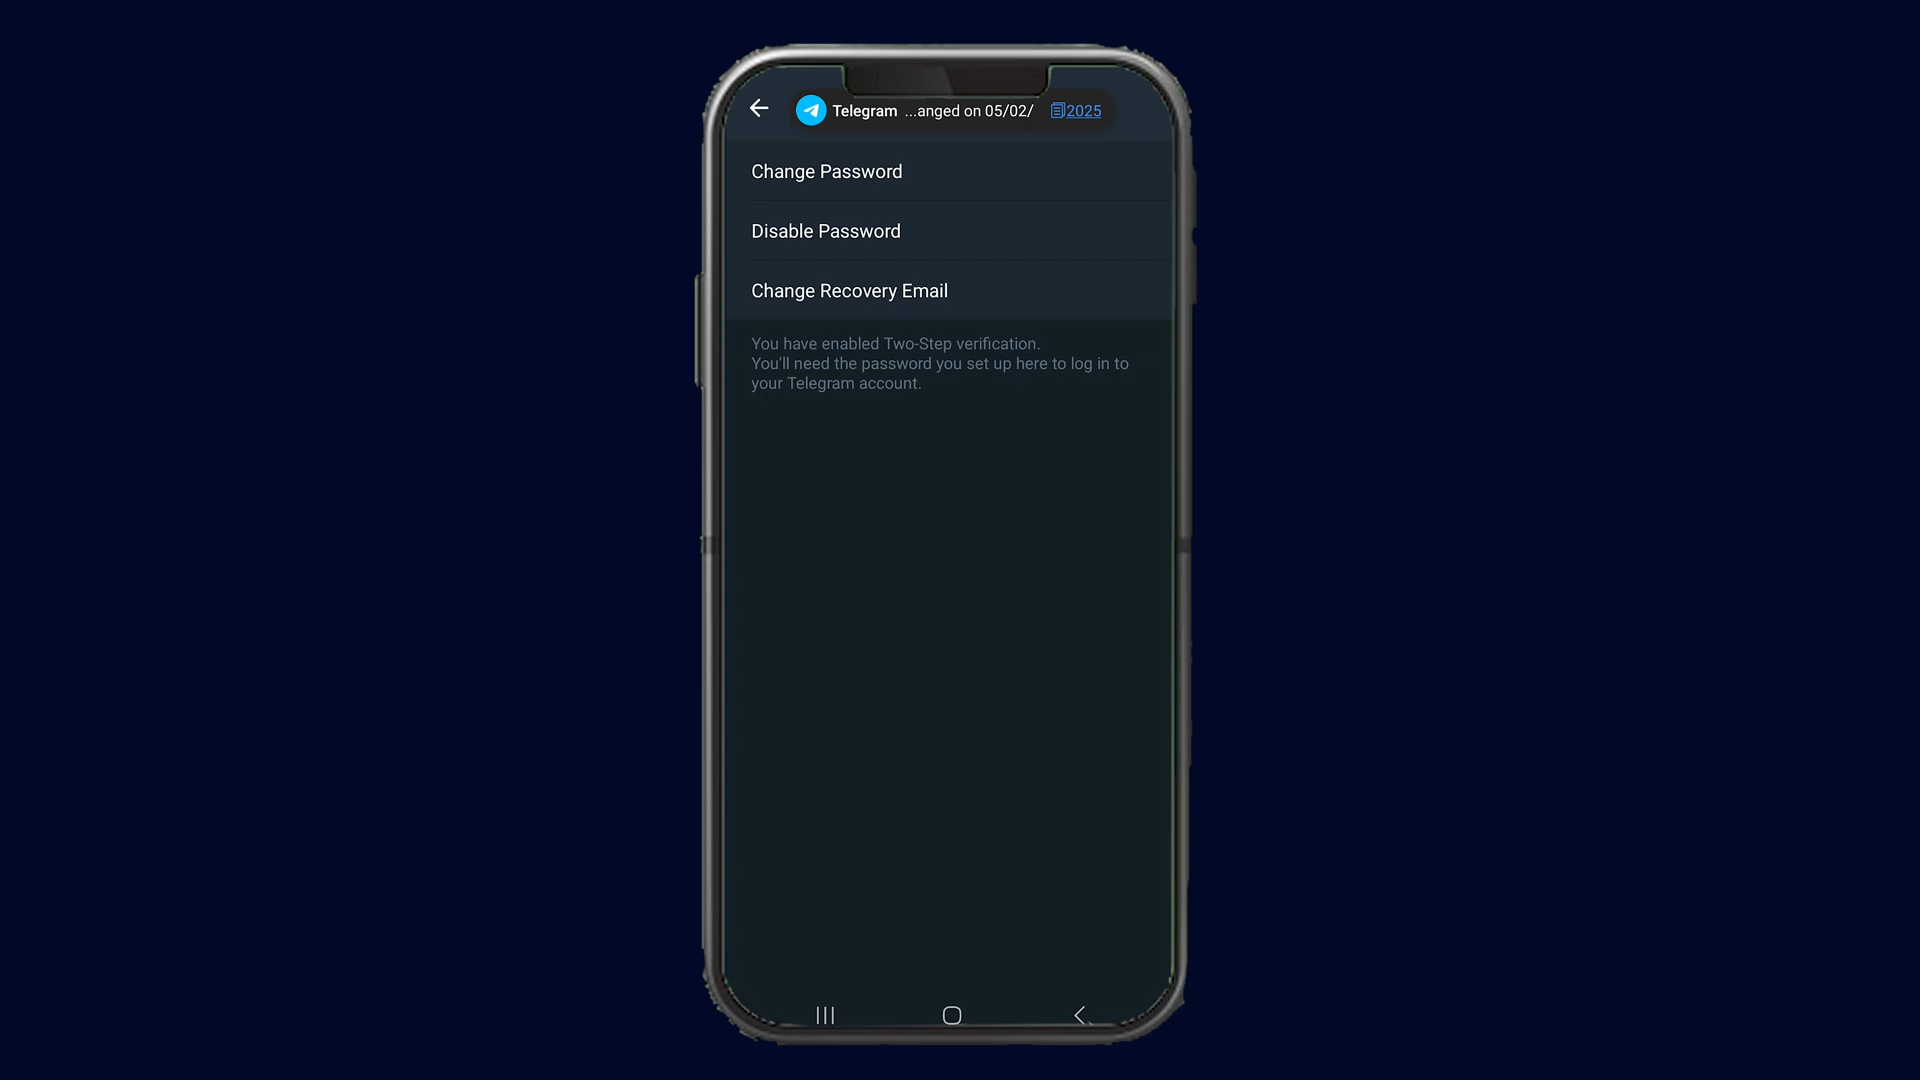 Telegram ...anged on 05/02/ 2025
Change Password
Disable Password
Change Recovery Email
You have enabled Two-Step verification.
You'll need the password you set up here to log in to
your Telegram account.